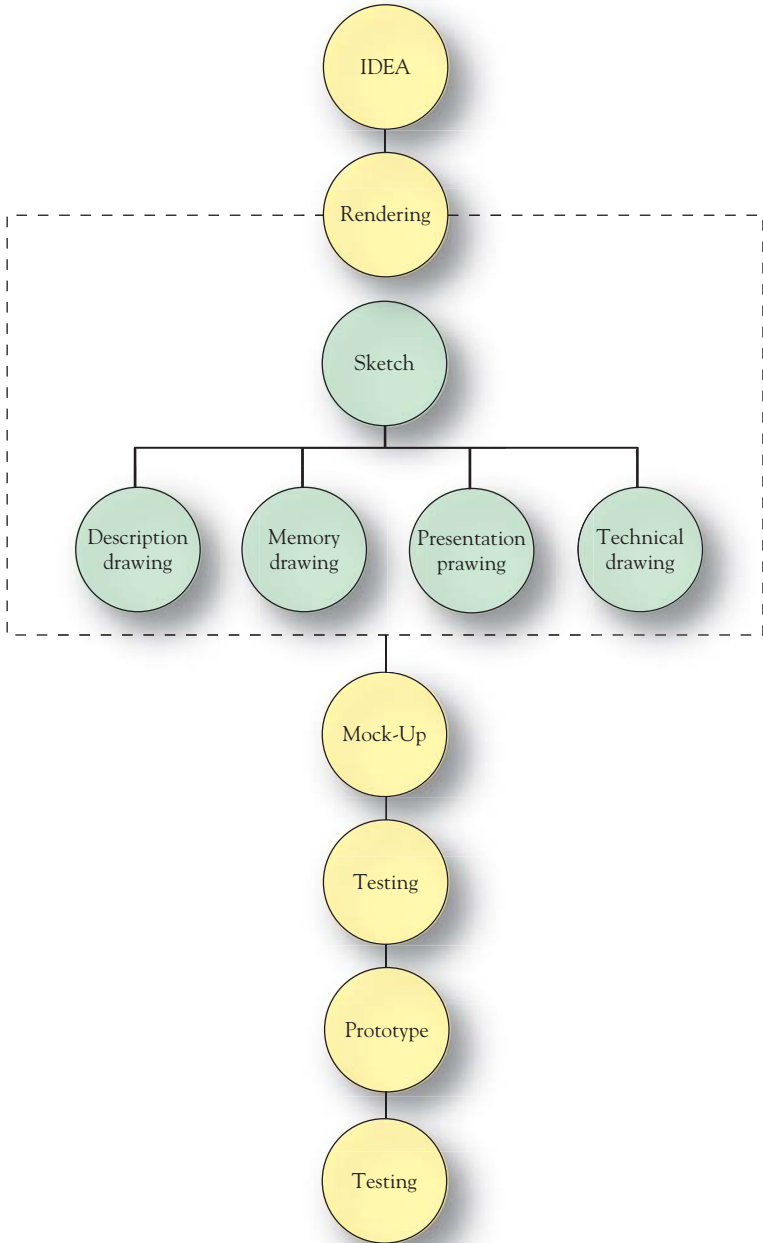 IDEA
Rendering
Sketch
Description
drawing
Memory
drawing
Presentation
prawing
Technical
drawing
Mock-Up
Testing
Prototype
Testing